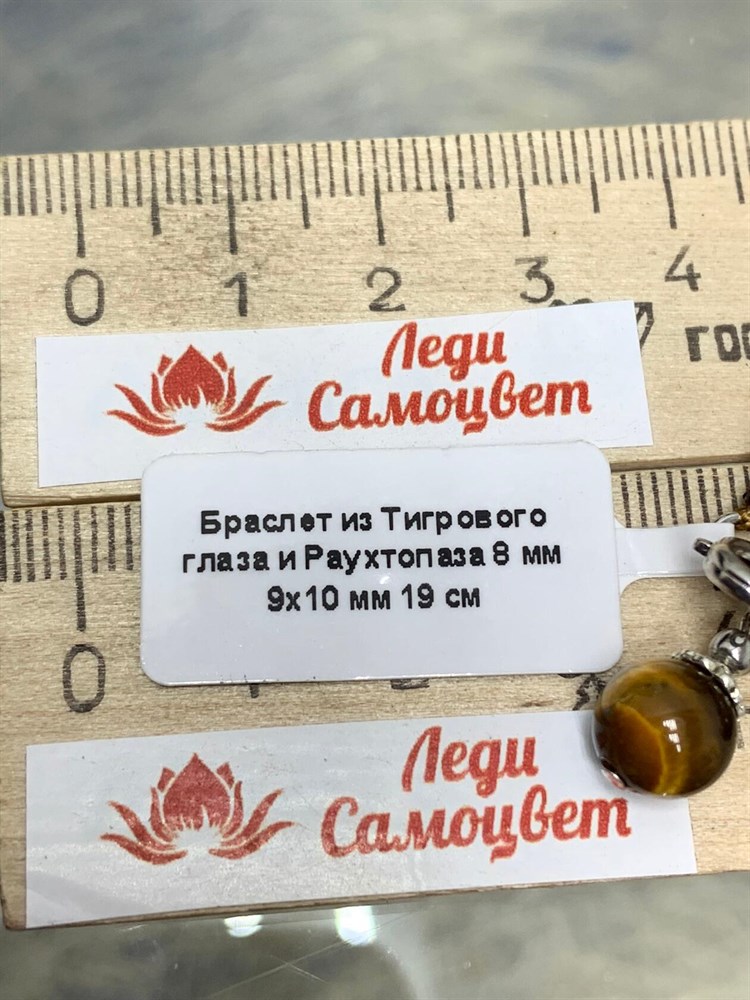 0 1 2 3 4
ГО
Леди
Самоцвет
Браслет из Тигрового
глаза и Раухтопаза 8 мм
9х10 мм 19 см
0
Леди
Самоцвет